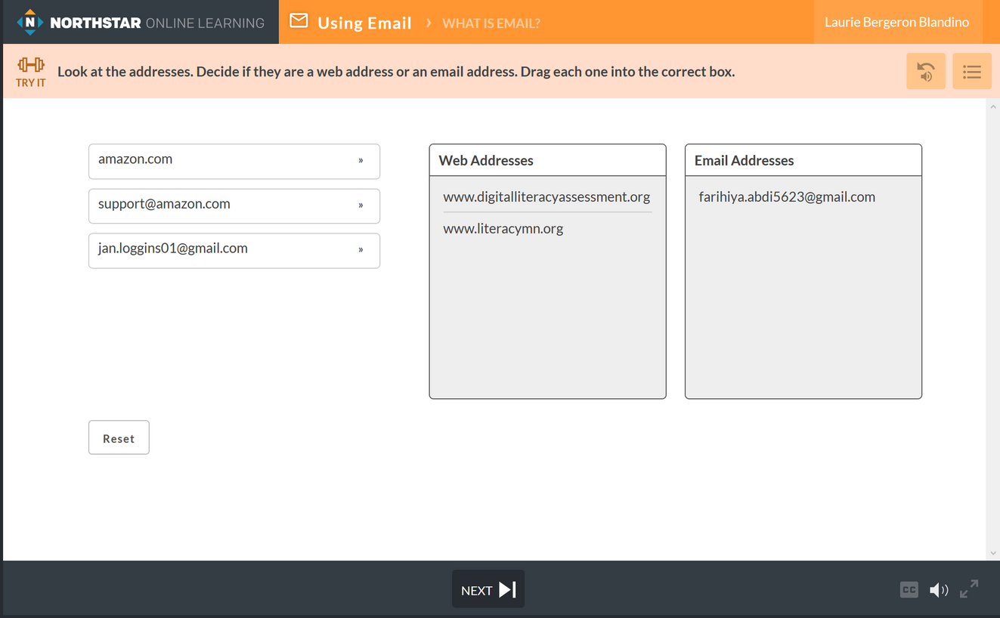 NORTHSTAR ONLINE LEARNING
Using Email › WHAT IS EMAIL?
Laurie Bergeron Blandino
TRY IT
Look at the addresses. Decide if they are a web address or an email address. Drag each one into the correct box.
amazon.com »
support@amazon.com »
jan.loggins01@gmail.com »
Web Addresses
www.digitalliteracyassessment.org
www.literacymn.org
Email Addresses
farihiya.abdi5623@gmail.com
Reset
NEXT
CC